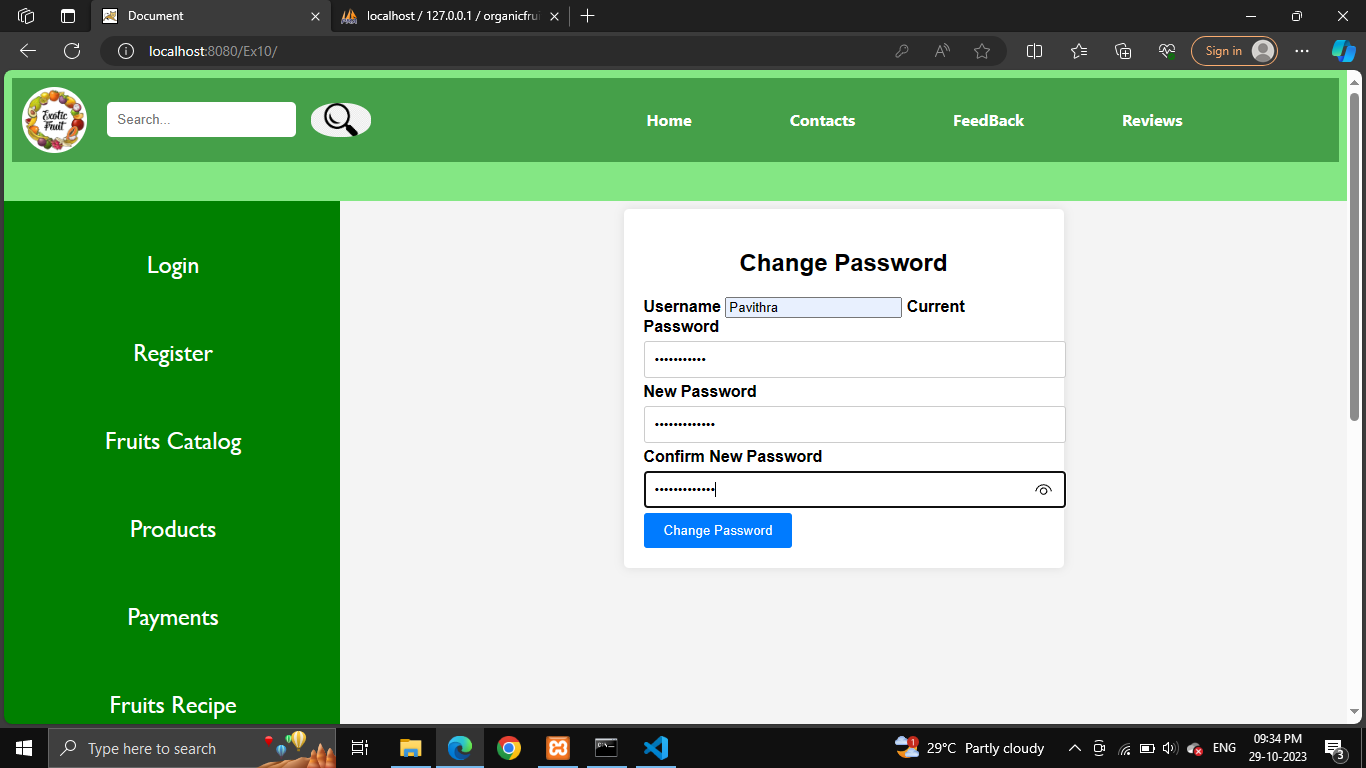 Document
localhost / 127.0.0.1 / organicfrui
localhost:8080/Ex10/
Sign in
Exotic
Fruit
Search...
Home
Contacts
FeedBack
Reviews
Login
Register
Fruits Catalog
Products
Payments
Fruits Recipe
Change Password
Username Pavithra Current
Password
•••••••••••
New Password
•••••••••••••
Confirm New Password
•••••••••••••
Change Password
Type here to search
1
29°C Partly cloudy
ENG
09:34 PM
29-10-2023
3